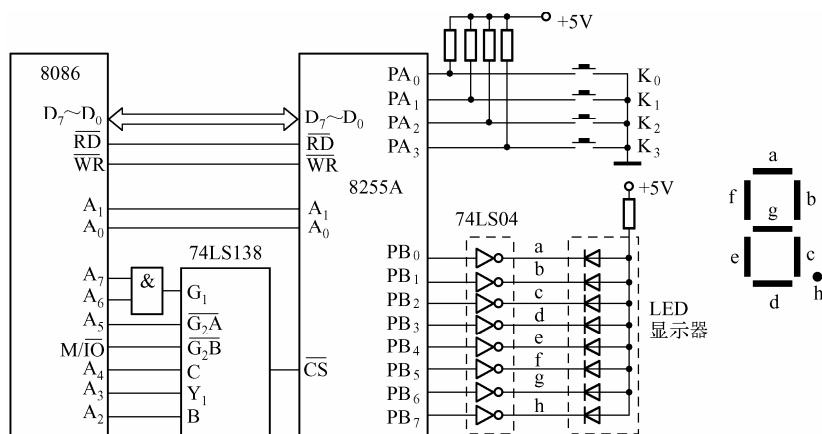 +5V
8086
PA0
K0
PA1
K1
D7～D0
D7～D0
PA2
K2
RD
RD
PA3
K3
WR
WR
8255A
+5V
A1
A1
A0
A0
74LS04
74LS138
PB0
a
PB1
b
A7
&
PB2
c
A6
G1
PB3
d
A5
G2A
PB4
e
M/IO
G2B
PB5
f
A4
C
CS
PB6
g
A3
Y1
PB7
h
A2
B
LED
显示器
a
f
b
g
e
c
d
h